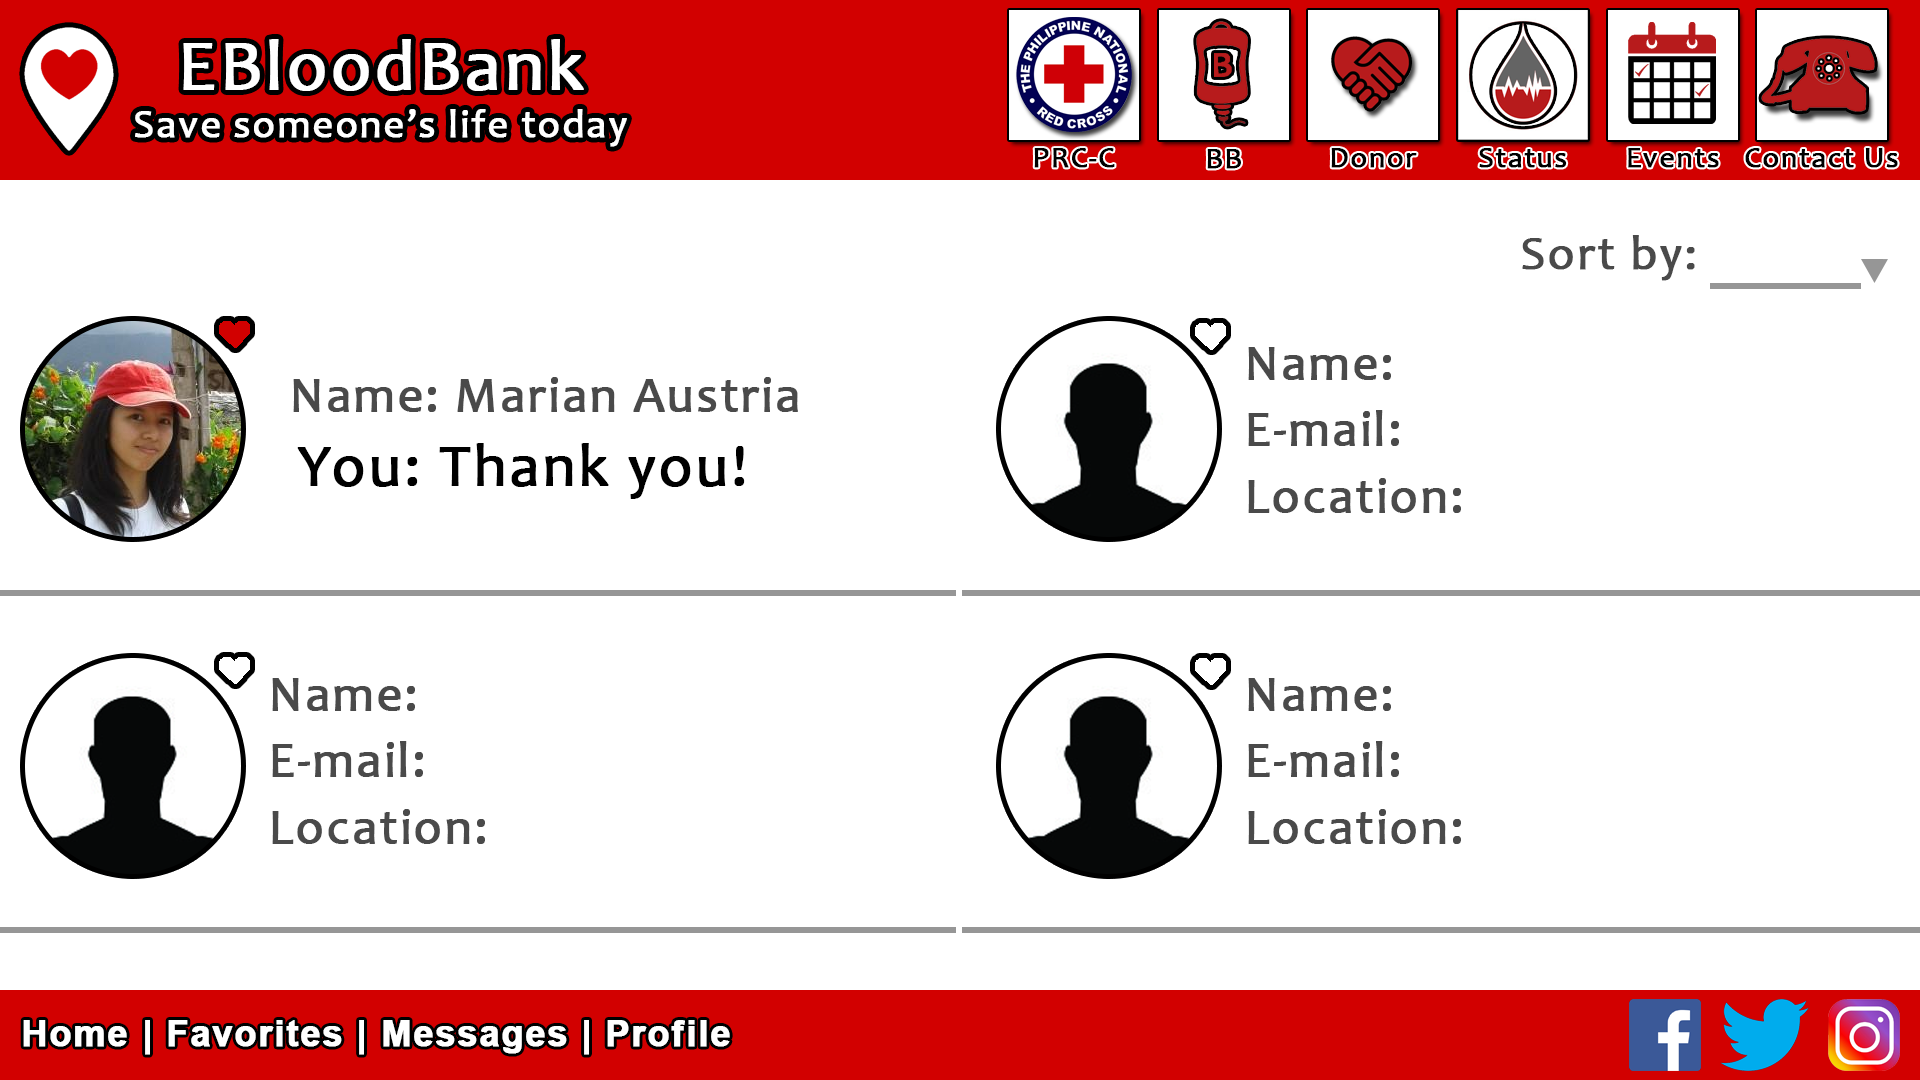 EBloodBank
Save someone's life today
THE PHILIPPINE NATIONAL
RED CROSS
B
PRC-C
BB
Donor
Status
Events
Contact Us
Sort by:
Name: Marian Austria
You: Thank you!
Name:
E-mail:
Location:
Name:
E-mail:
Location:
Name:
E-mail:
Location:
Home | Favorites | Messages | Profile